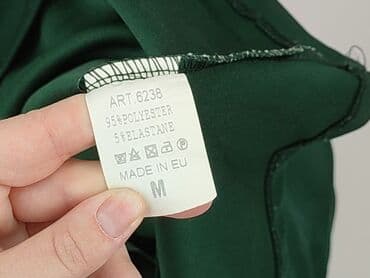 ART. 6238
95% POLYESTER
5% ELASTANE
MADE IN EU
M